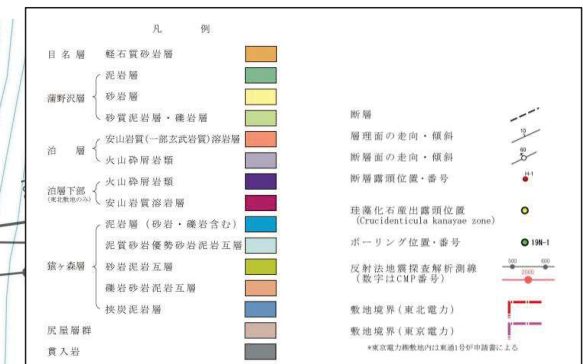 凡 例
目名層 軽石質砂岩層
蒲野沢層 泥岩層
砂岩層
砂質泥岩層・礫岩層
泊層 安山岩質(一部玄武岩質)溶岩層
火山砕屑岩類
泊層下部 (東北敷地のみ) 火山砕屑岩類
安山岩質溶岩層
猿ヶ森層 泥岩層（砂岩・礫岩含む）
泥質砂岩優勢砂岩泥岩互層
砂岩泥岩互層
礫岩砂岩泥岩互層
挟炭泥岩層
尻屋層群
貫入岩
断層
層理面の走向・傾斜 10
断層面の走向・傾斜 60
断層露頭位置・番号 H-1
珪藻化石産出露頭位置
(Crucidenticula kanayae zone)
ボーリング位置・番号 19N-1
反射法地震探査解析測線
(数字はCMP番号)
敷地境界(東北電力)
敷地境界(東京電力)
*東京電力㈱敷地内は東通1号炉申請書による